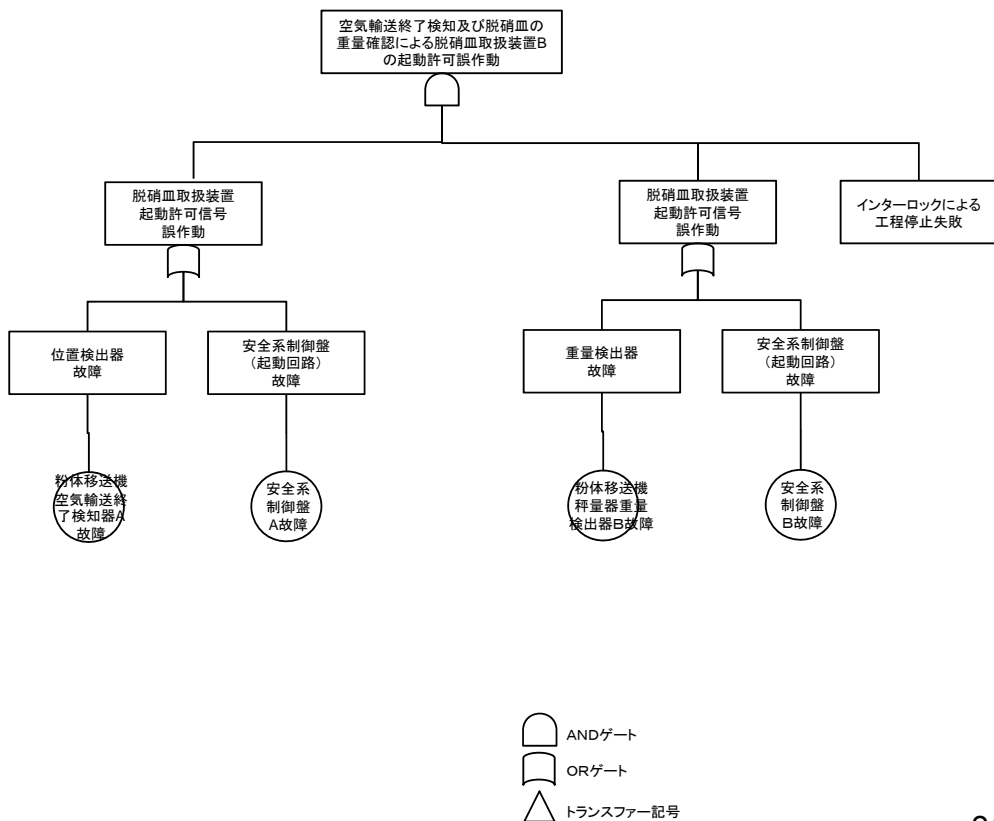 空気輸送終了検知及び脱硝皿の
重量確認による脱硝皿取扱装置B
の起動許可誤作動
脱硝皿取扱装置
起動許可信号
誤作動
脱硝皿取扱装置
起動許可信号
誤作動
インターロックによる
工程停止失敗
位置検出器
故障
安全系制御盤
(起動回路)
故障
重量検出器
故障
安全系制御盤
(起動回路)
故障
粉体移送機
空気輸送終
了検知器A
故障
安全系
制御盤
A故障
粉体移送機
秤量器重量
検出器B故障
安全系
制御盤
B故障
ANDゲート
ORゲート
トランスファー記号